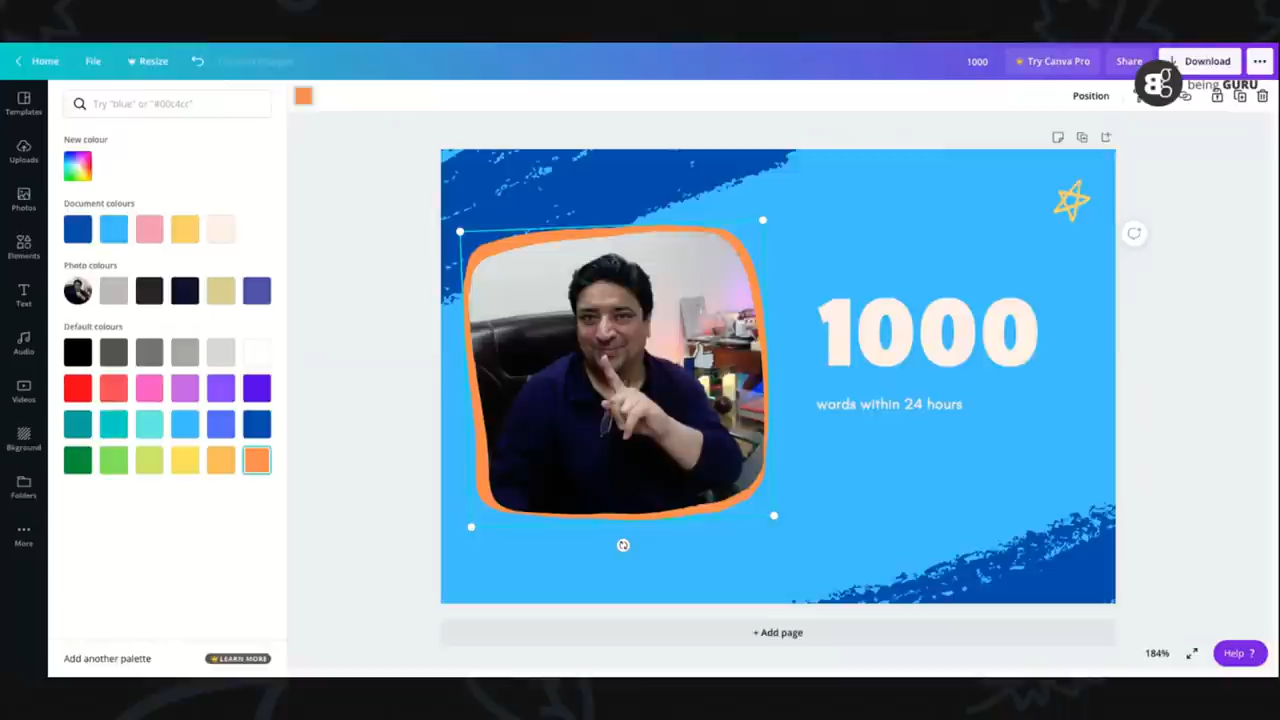 Home
File
Resize
1000
Try Canva Pro
Share
Download
being GURU
Templates
Uploads
Photos
Elements
Text
Audio
Videos
Bkground
Folders
More
Try "blue" or "#00c4cc"
New colour
Document colours
Photo colours
Default colours
Add another palette
LEARN MORE
Position
1000
words within 24 hours
+ Add page
184%
Help ?